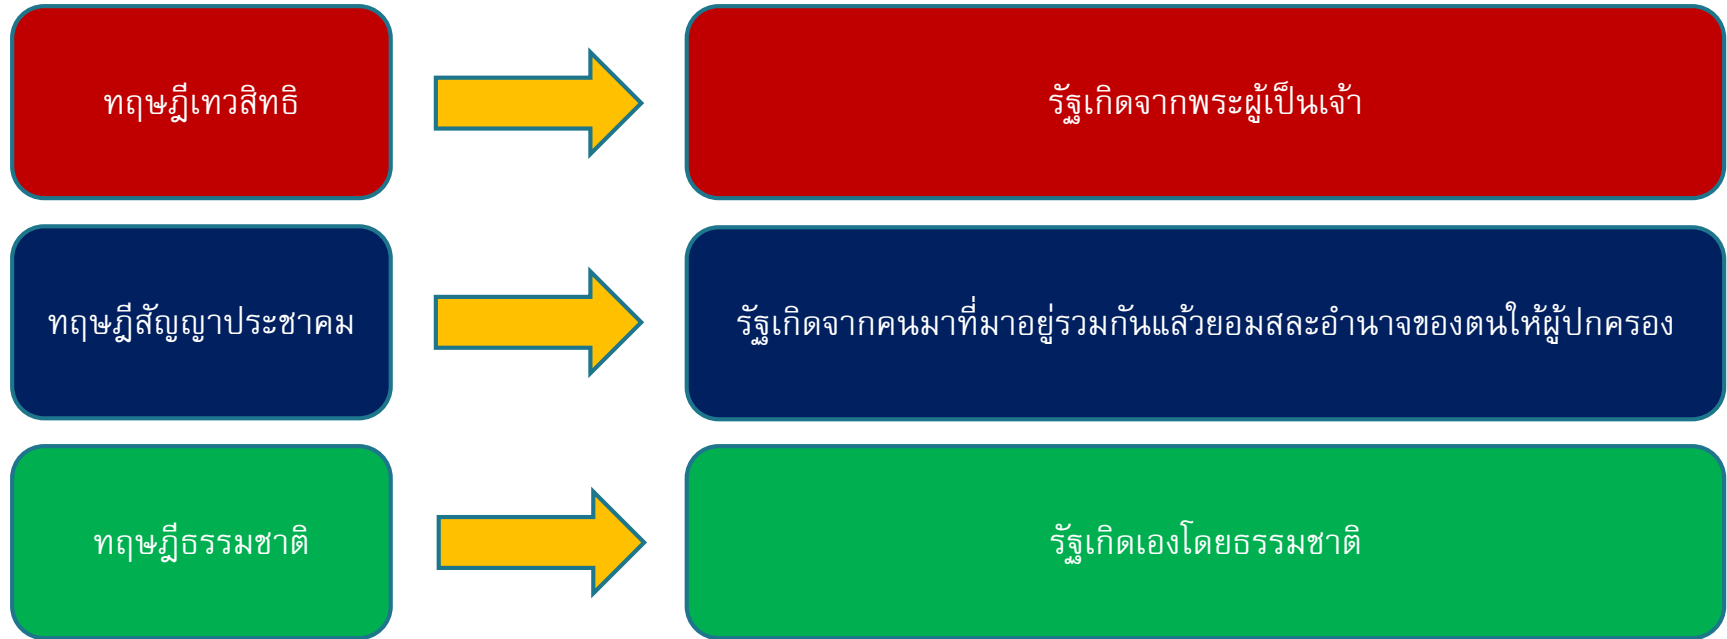 ทฤษฎีเทวสิทธิ
รัฐเกิดจากพระผู้เป็นเจ้า
ทฤษฎีสัญญาประชาคม
รัฐเกิดจากคนมาที่มาอยู่รวมกันแล้วยอมสละอำนาจของตนให้ผู้ปกครอง
ทฤษฎีธรรมชาติ
รัฐเกิดเองโดยธรรมชาติ